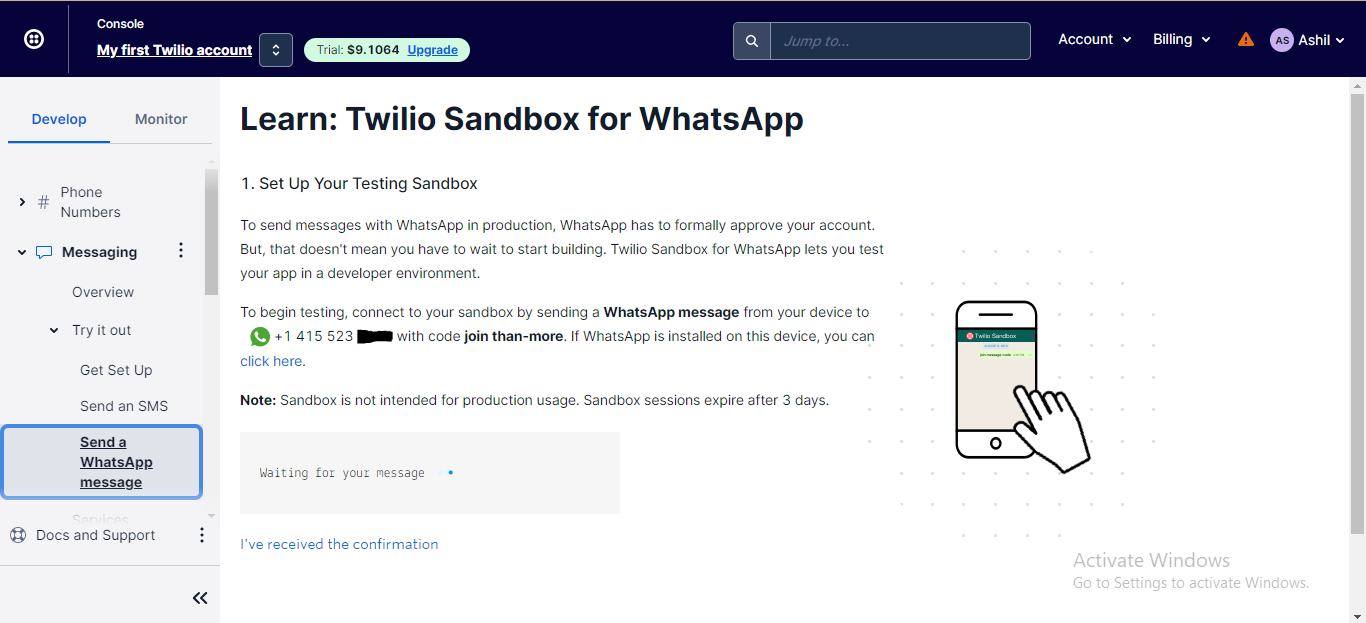 Console
My first Twilio account
Trial: $9.1064 Upgrade
Jump to...
Account
Billing
AS
Ashil
Develop
Monitor
Phone
Numbers
Messaging
Overview
Try it out
Get Set Up
Send an SMS
Send a
WhatsApp
message
Services
Docs and Support
Learn: Twilio Sandbox for WhatsApp
1. Set Up Your Testing Sandbox
To send messages with WhatsApp in production, WhatsApp has to formally approve your account.
But, that doesn't mean you have to wait to start building. Twilio Sandbox for WhatsApp lets you test
your app in a developer environment.
To begin testing, connect to your sandbox by sending a WhatsApp message from your device to
+1 415 523 with code join than-more. If WhatsApp is installed on this device, you can
click here.
Note: Sandbox is not intended for production usage. Sandbox sessions expire after 3 days.
Waiting for your message
I've received the confirmation
Twilio Sandbox
Activate Windows
Go to Settings to activate Windows.